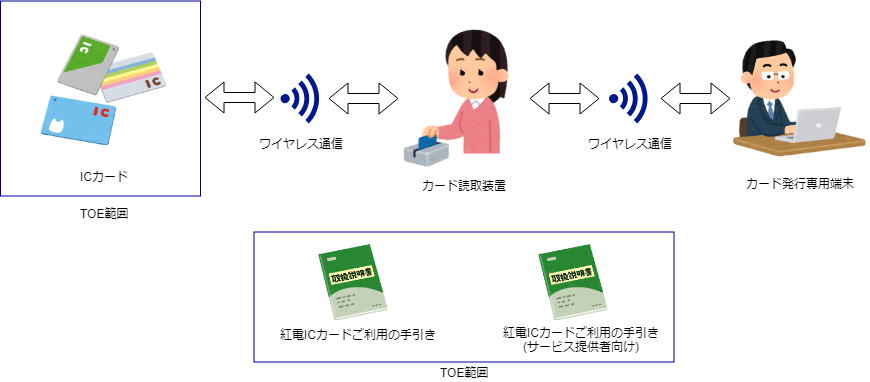 IC
IC
IC
ワイヤレス通信
ワイヤレス通信
ICカード
カード読取装置
カード発行専用端末
TOE範囲
取扱説明書
取扱説明書
紅電ICカードご利用の手引き
紅電ICカードご利用の手引き
(サービス提供者向け)
TOE範囲